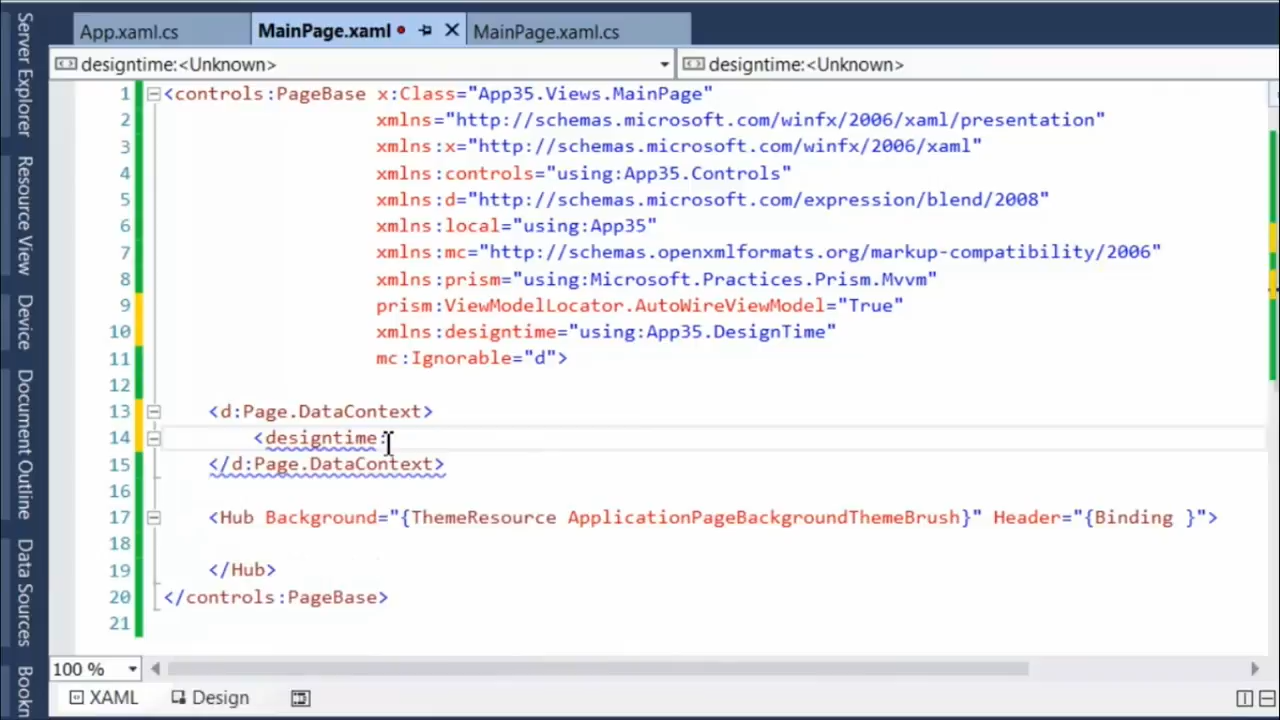 App.xaml.cs
MainPage.xaml
MainPage.xaml.cs
designtime:<Unknown>
designtime:<Unknown>
Server Explorer
Resource View
Device
Document Outline
Data Sources
1 <controls:PageBase x:Class="App35.Views.MainPage"
2 xmlns="http://schemas.microsoft.com/winfx/2006/xaml/presentation"
3 xmlns:x="http://schemas.microsoft.com/winfx/2006/xaml"
4 xmlns:controls="using:App35.Controls"
5 xmlns:d="http://schemas.microsoft.com/expression/blend/2008"
6 xmlns:local="using:App35"
7 xmlns:mc="http://schemas.openxmlformats.org/markup-compatibility/2006"
8 xmlns:prism="using:Microsoft.Practices.Prism.Mvvm"
9 prism:ViewModelLocator.AutoWireViewModel="True"
10 xmlns:designtime="using:App35.DesignTime"
11 mc:Ignorable="d">
12
13 <d:Page.DataContext>
14 <designtime:
15 </d:Page.DataContext>
16
17 <Hub Background="{ThemeResource ApplicationPageBackgroundThemeBrush}" Header="{Binding }">
18
19 </Hub>
20 </controls:PageBase>
21
100 %
XAML
Design